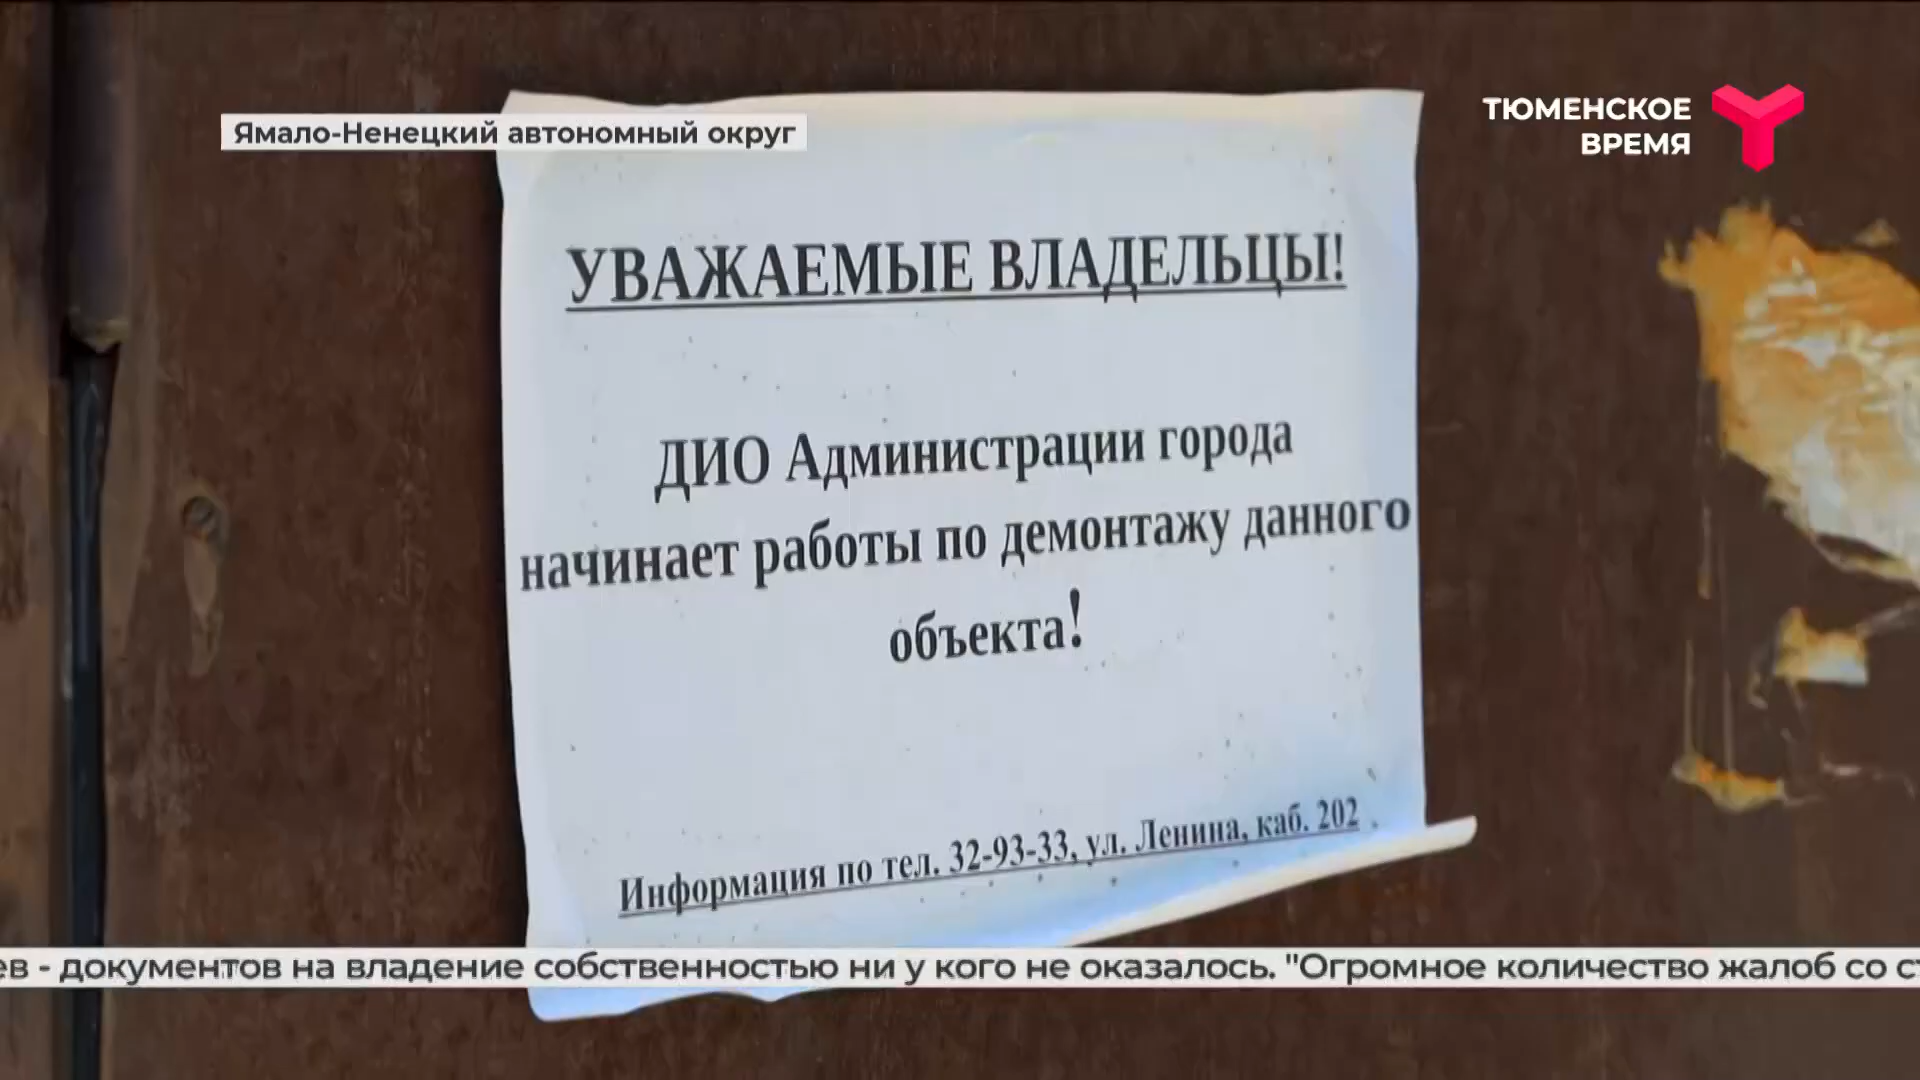 Ямало-Ненецкий автономный округ
ТЮМЕНСКОЕ
ВРЕМЯ
УВАЖАЕМЫЕ ВЛАДЕЛЬЦЫ!
ДИО Администрации города
начинает работы по демонтажу данного
объекта!
Информация по тел. 32-93-33, ул. Ленина, каб. 202
- документов на владение собственностью ни у кого не оказалось. "Огромное количество жалоб со